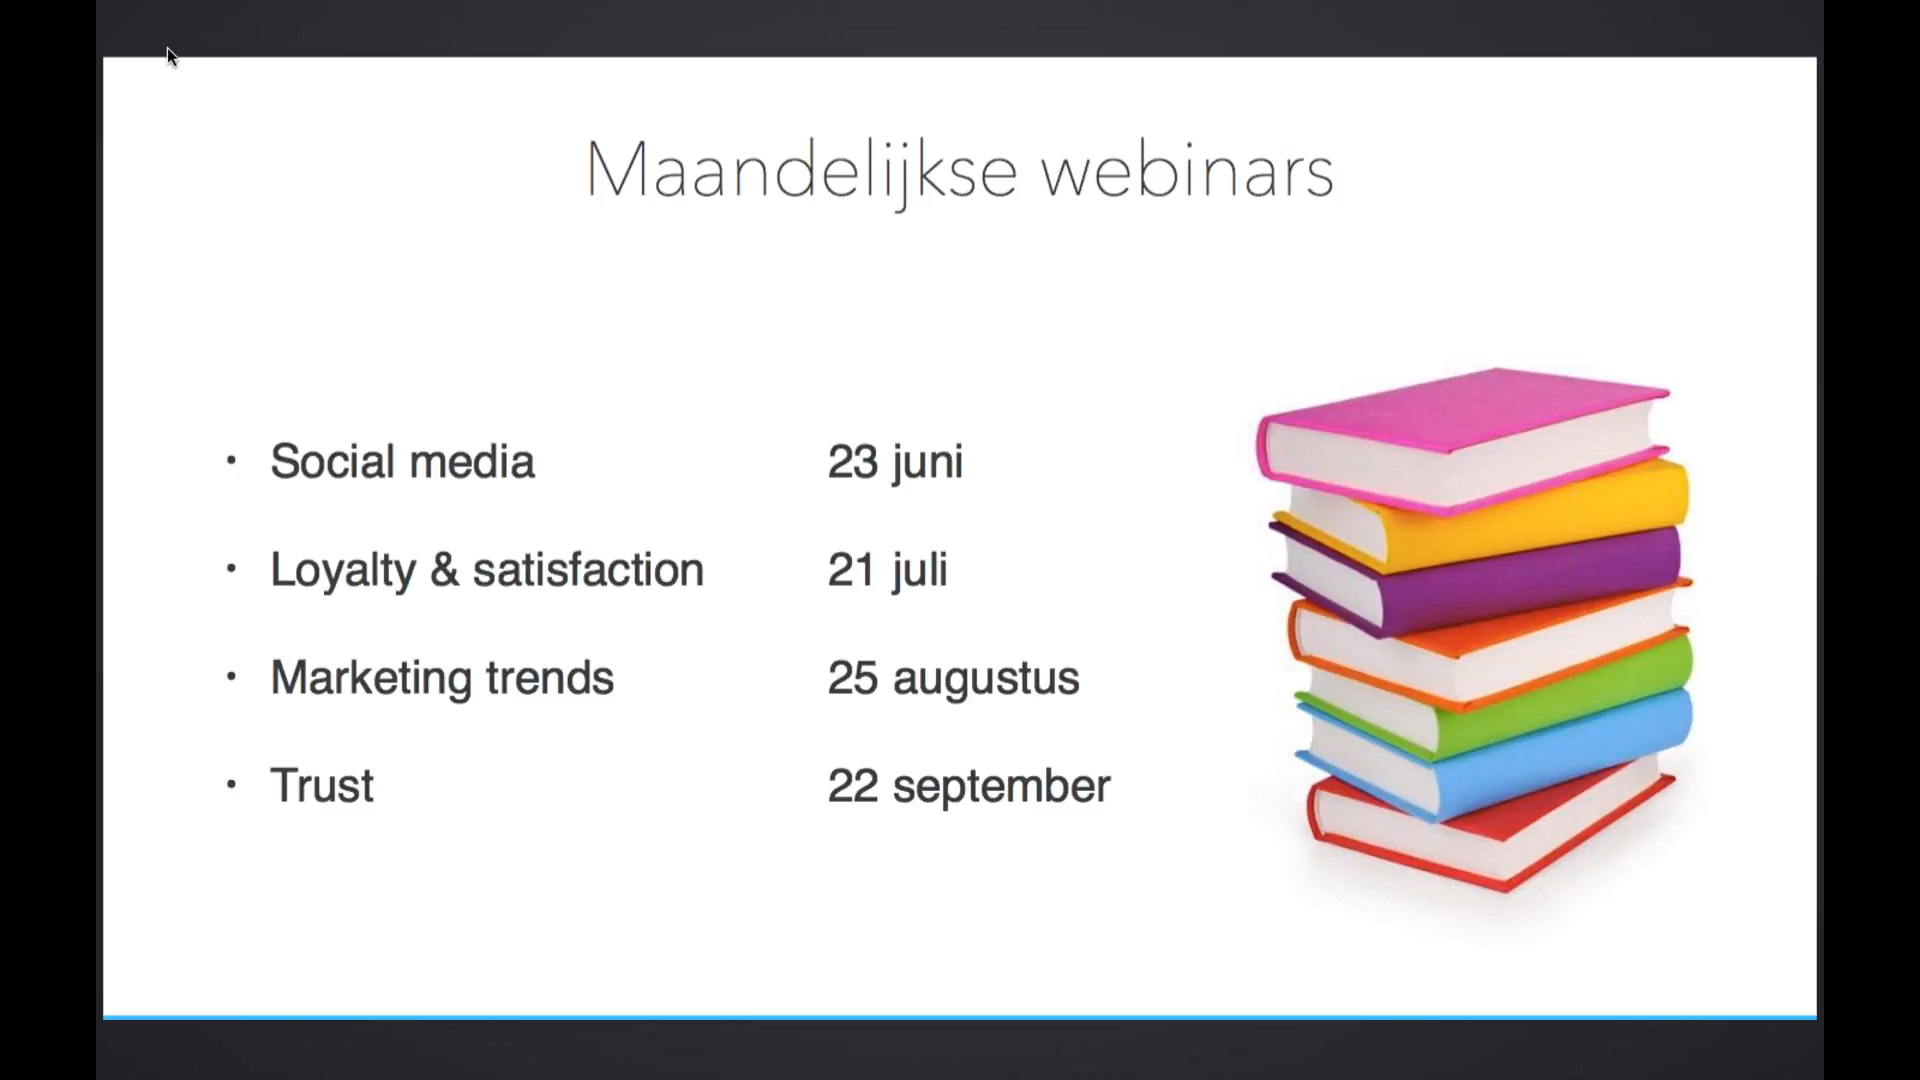 Maandelijkse webinars
• Social media 23 juni
• Loyalty & satisfaction 21 juli
• Marketing trends 25 augustus
• Trust 22 september